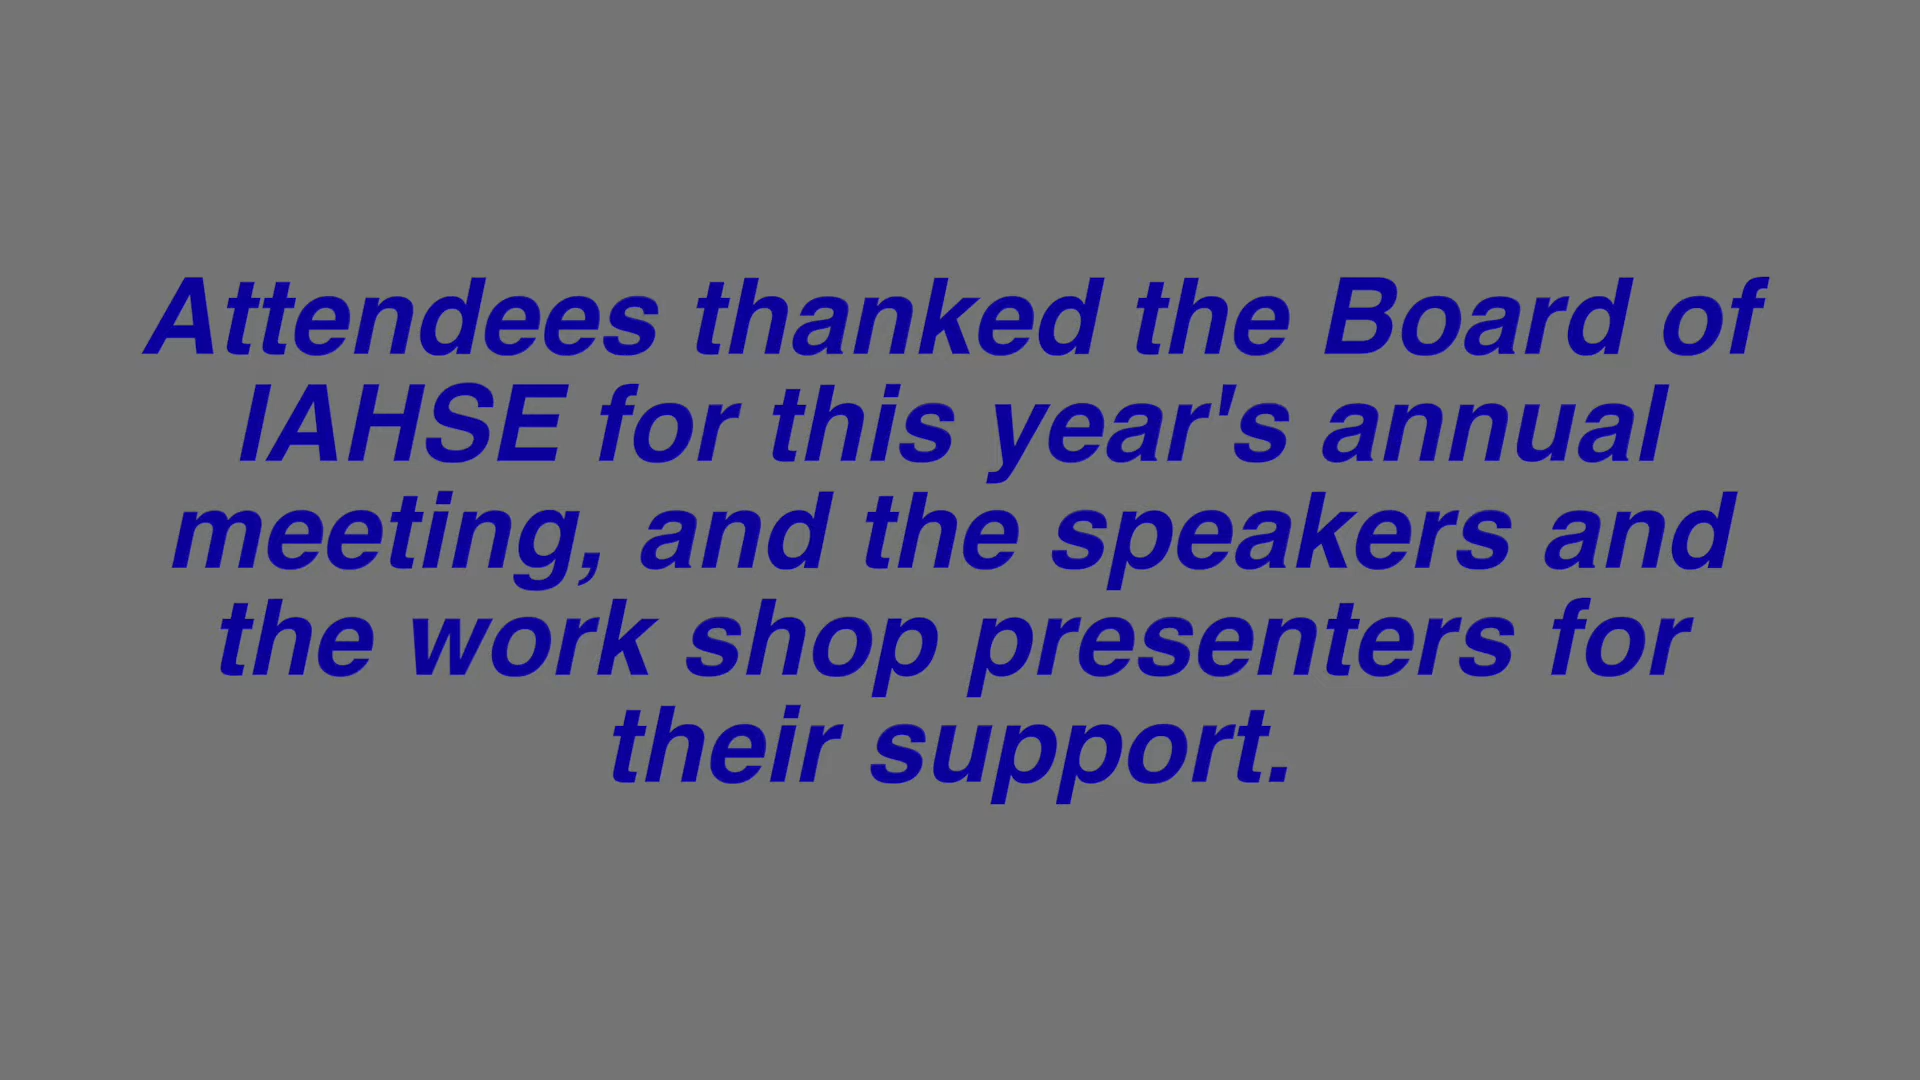 Attendees thanked the Board of
IAHSE for this year's annual
meeting, and the speakers and
the work shop presenters for
their support.